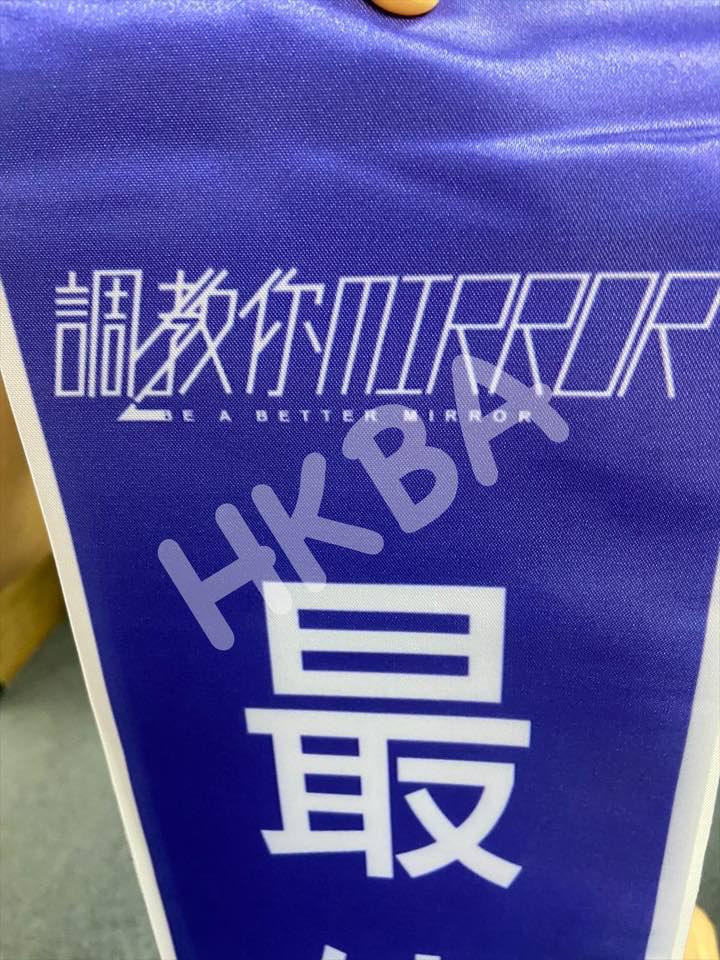 調教你MIRROR
BE A BETTER MIRROR
HKBA
最